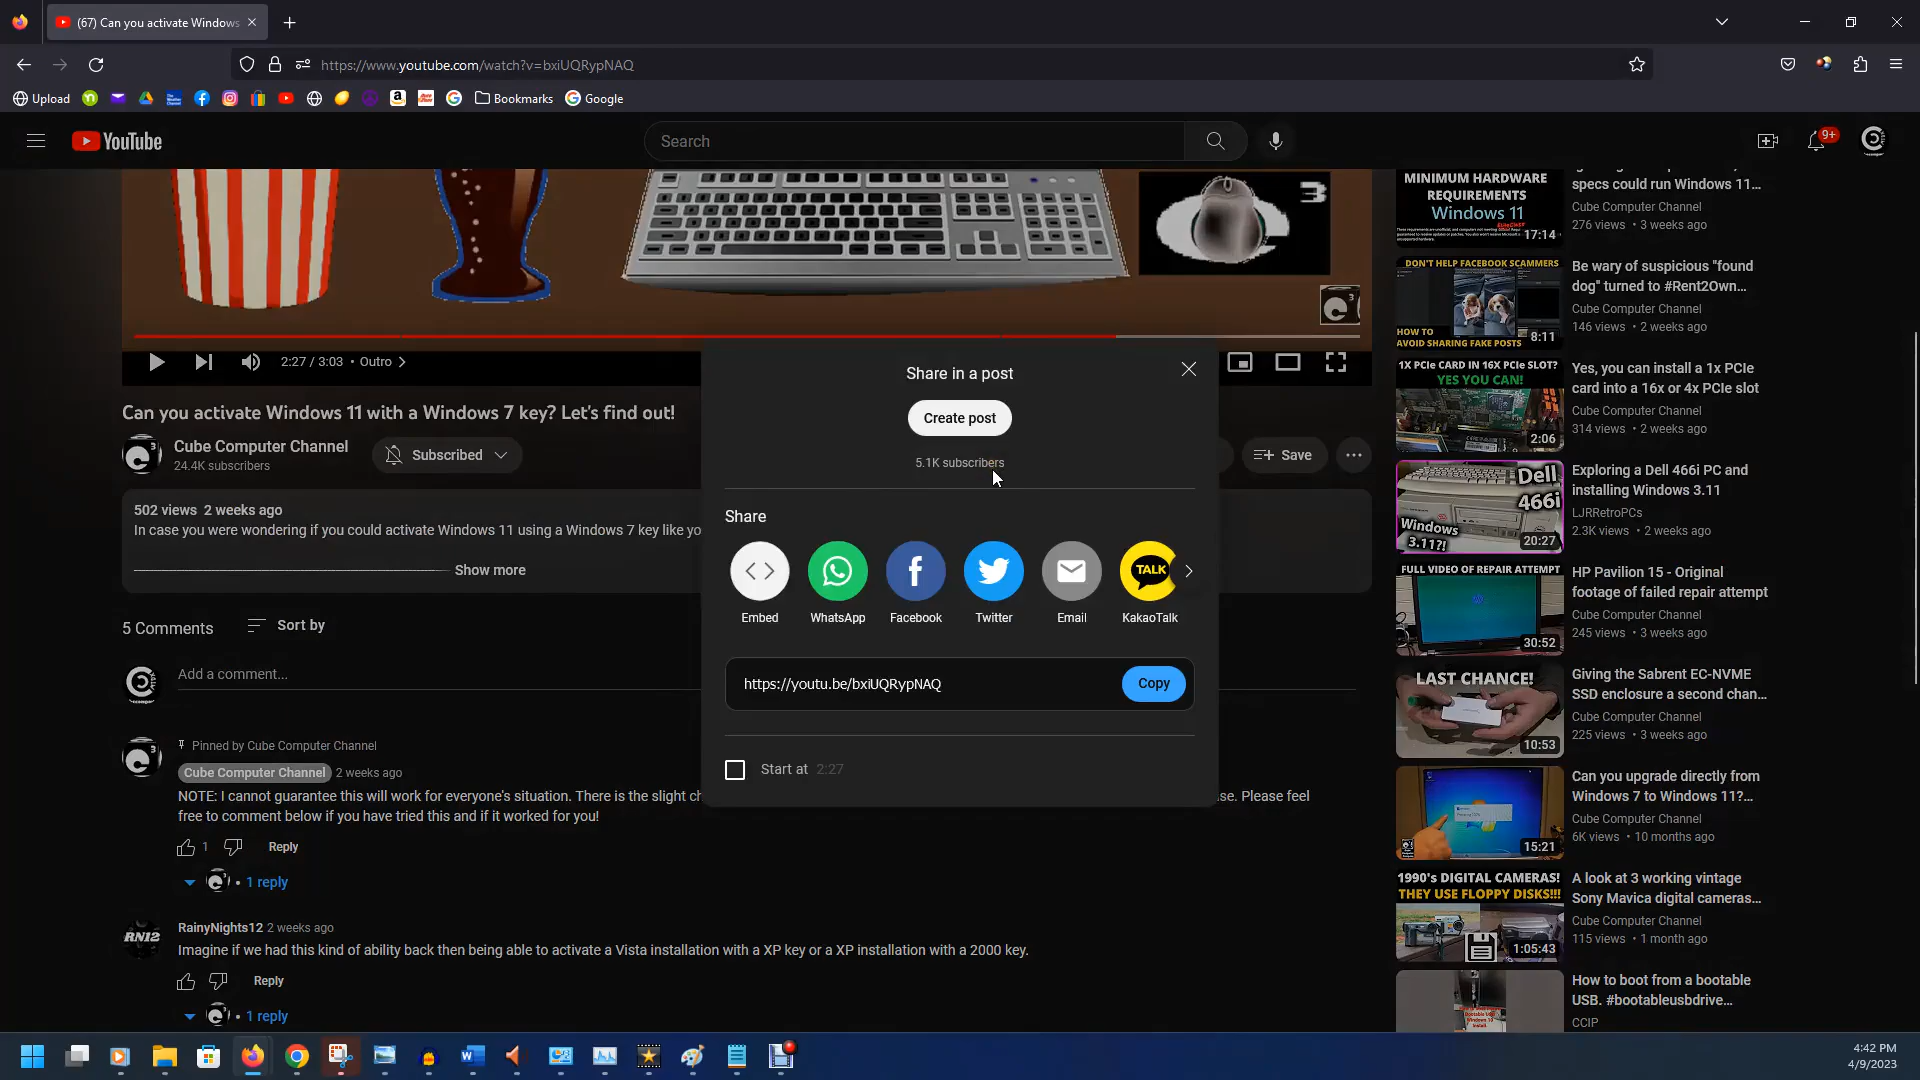 (67) Can you activate Windows
https://www.youtube.com/watch?v=bxiUQRypNAQ
Upload
Bookmarks
Google
YouTube
Search
9+
3
2:27 / 3:03 • Outro
Can you activate Windows 11 with a Windows 7 key? Let's find out!
Cube Computer Channel
24.4K subscribers
Subscribed
Save
502 views 2 weeks ago
In case you were wondering if you could activate Windows 11 using a Windows 7 key like yo
Show more
5 Comments
Sort by
Add a comment...
Pinned by Cube Computer Channel
Cube Computer Channel 2 weeks ago
NOTE: I cannot guarantee this will work for everyone's situation. There is the slight ch
se. Please feel
free to comment below if you have tried this and if it worked for you!
1
Reply
• 1 reply
RN12
RainyNights12 2 weeks ago
Imagine if we had this kind of ability back then being able to activate a Vista installation with a XP key or a XP installation with a 2000 key.
Reply
• 1 reply
Share in a post
Create post
5.1K subscribers
Share
TALK
Embed
WhatsApp
Facebook
Twitter
Email
KakaoTalk
https://youtu.be/bxiUQRypNAQ
Copy
Start at 2:27
MINIMUM HARDWARE
REQUIREMENTS
Windows 11
17:14
specs could run Windows 11...
Cube Computer Channel
276 views • 3 weeks ago
DON'T HELP FACEBOOK SCAMMERS
HOW TO
AVOID SHARING FAKE POSTS
8:11
Be wary of suspicious "found
dog" turned to #Rent2Own...
Cube Computer Channel
146 views • 2 weeks ago
1X PCIe CARD IN 16X PCIe SLOT?
YES YOU CAN!
2:06
Yes, you can install a 1x PCIe
card into a 16x or 4x PCIe slot
Cube Computer Channel
314 views • 2 weeks ago
Dell
466i
Windows
3.11?!
20:27
Exploring a Dell 466i PC and
installing Windows 3.11
LJRRetroPCs
2.3K views • 2 weeks ago
FULL VIDEO OF REPAIR ATTEMPT
30:52
HP Pavilion 15 - Original
footage of failed repair attempt
Cube Computer Channel
245 views • 3 weeks ago
LAST CHANCE!
10:53
Giving the Sabrent EC-NVME
SSD enclosure a second chan...
Cube Computer Channel
225 views • 3 weeks ago
15:21
Can you upgrade directly from
Windows 7 to Windows 11?...
Cube Computer Channel
6K views • 10 months ago
1990's DIGITAL CAMERAS!
THEY USE FLOPPY DISKS!!!
1:05:43
A look at 3 working vintage
Sony Mavica digital cameras...
Cube Computer Channel
115 views • 1 month ago
How to boot from a bootable
USB. #bootableusbdrive...
CCIP
4:42 PM
4/9/2023